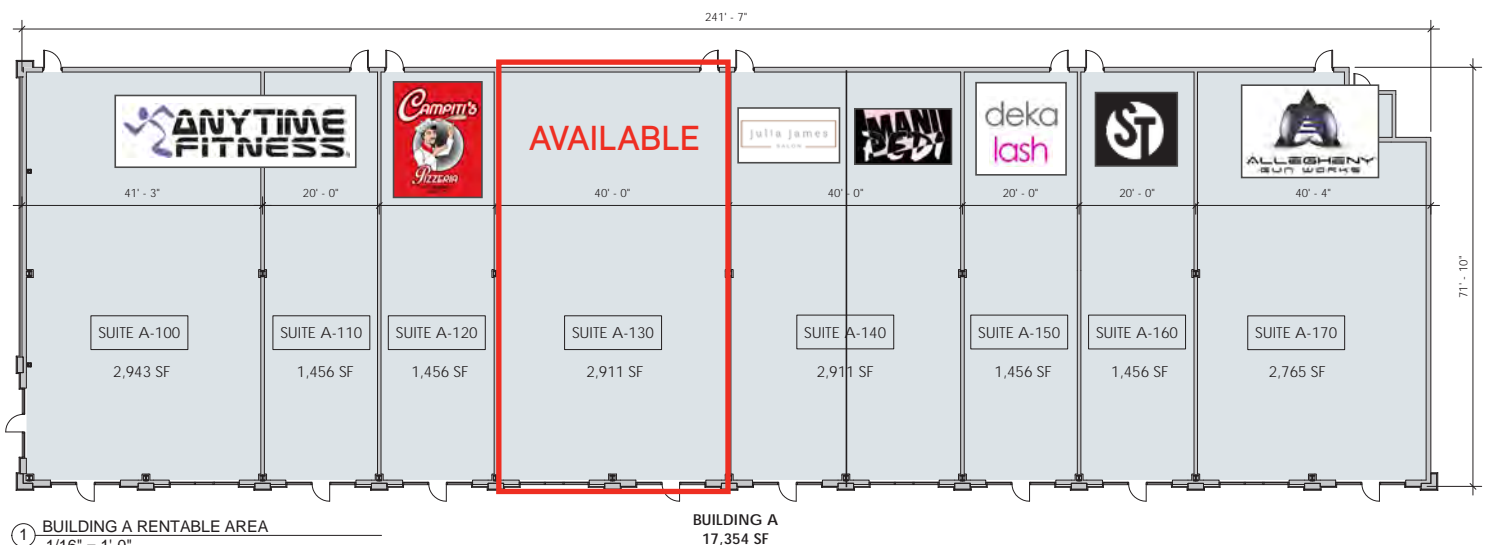 241' - 7"
ANYTIME
FITNESS
CAMPITI'S
PIZZERIA
AVAILABLE
julia james
SALON
MANI
PEDI
deka
lash
ST
ALLEGHENY
GUN WORKS
41' - 3"
20' - 0"
40' - 0"
40' - 0"
20' - 0"
20' - 0"
40' - 4"
71' - 10"
SUITE A-100
2,943 SF
SUITE A-110
1,456 SF
SUITE A-120
1,456 SF
SUITE A-130
2,911 SF
SUITE A-140
2,911 SF
SUITE A-150
1,456 SF
SUITE A-160
1,456 SF
SUITE A-170
2,765 SF
1 BUILDING A RENTABLE AREA
1/16" = 1'-0"
BUILDING A
17,354 SF